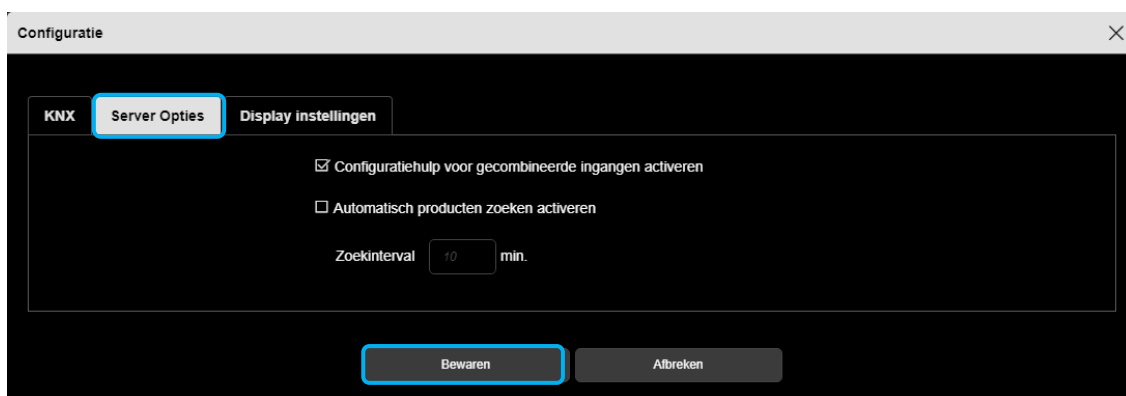 Configuratie
KNX Server Opties Display instellingen
Configuratiehulp voor gecombineerde ingangen activeren
Automatisch producten zoeken activeren
Zoekinterval 10 min.
Bewaren Afbreken